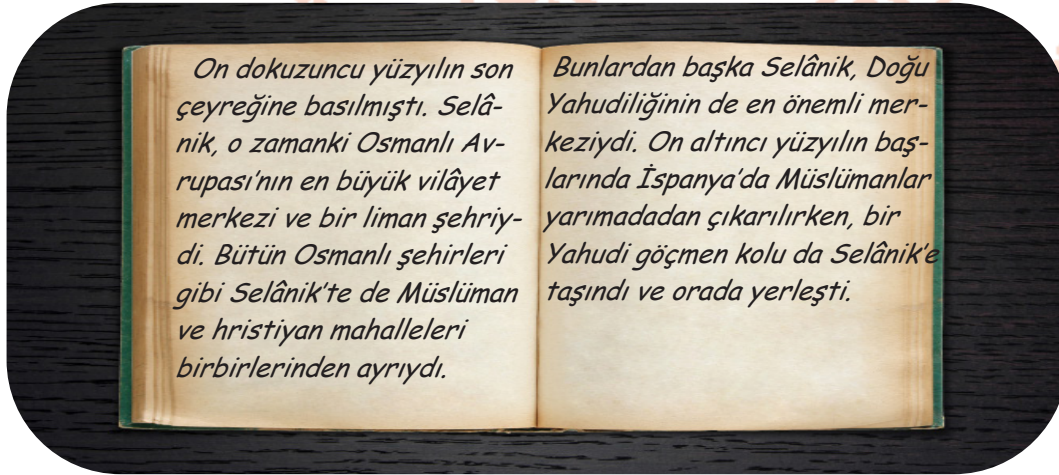 On dokuzuncu yüzyılın son
çeyreğine basılmıştı. Selâ-
nik, o zamanki Osmanlı Av-
rupası'nın en büyük vilâyet
merkezi ve bir liman şehriy-
di. Bütün Osmanlı şehirleri
gibi Selânik'te de Müslüman
ve hristiyan mahalleleri
birbirlerinden ayrıydı.
Bunlardan başka Selânik, Doğu
Yahudiliğinin de en önemli mer-
keziydi. On altıncı yüzyılın baş-
larında İspanya'da Müslümanlar
yarımadadan çıkarılırken, bir
Yahudi göçmen kolu da Selânik'e
taşındı ve orada yerleşti.